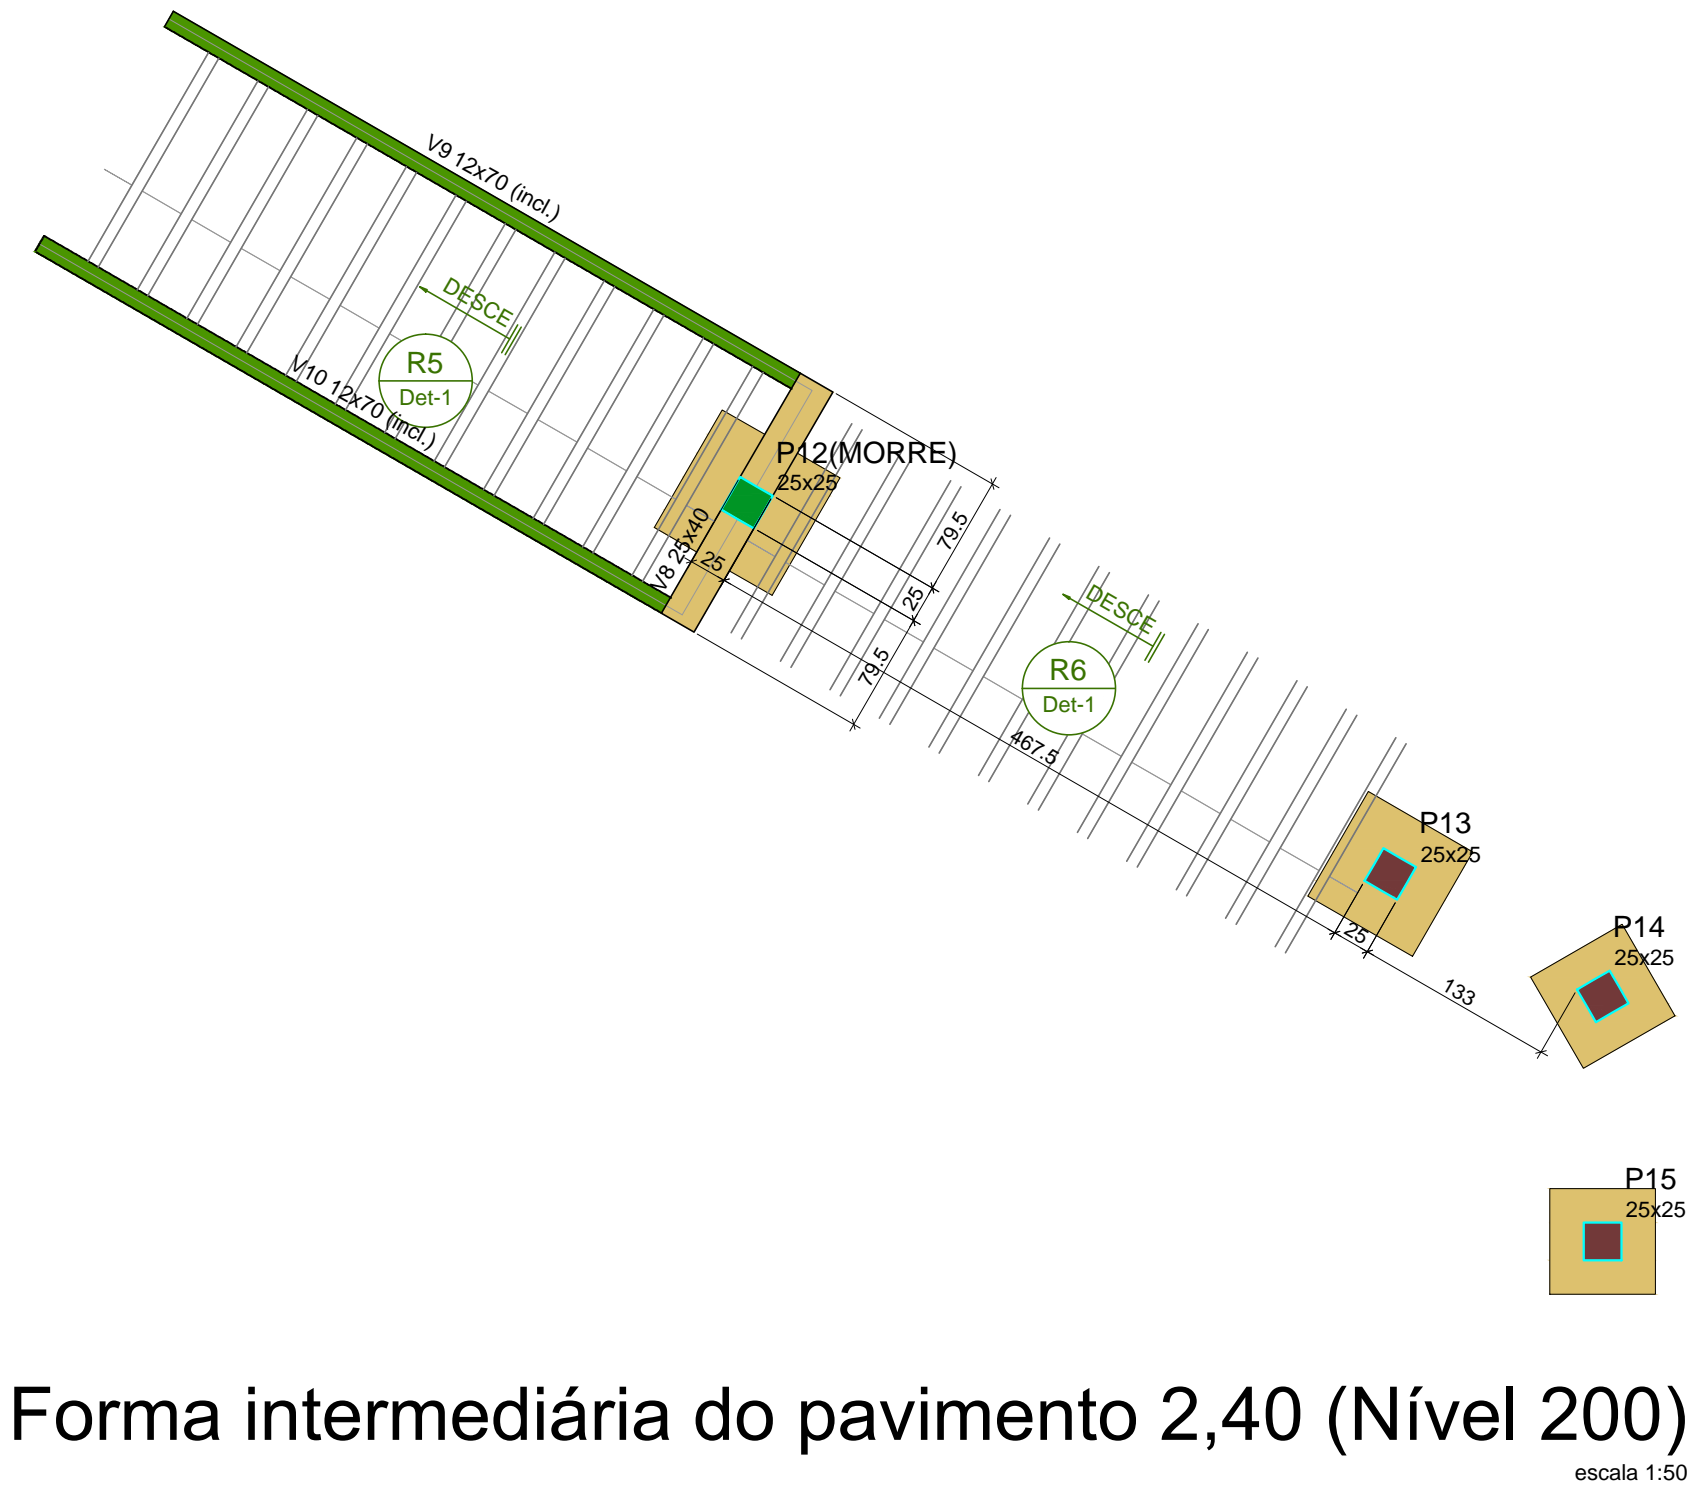 V9 12x70 (incl.)
DESCE
R5
Det-1
V10 12x70 (incl.)
P12(MORRE)
25x25
V8 25x40
25
79.5
25
79.5
DESCE
R6
Det-1
467.5
P13
25x25
25
P14
25x25
133
P15
25x25
Forma intermediária do pavimento 2,40 (Nível 200)
escala 1:50